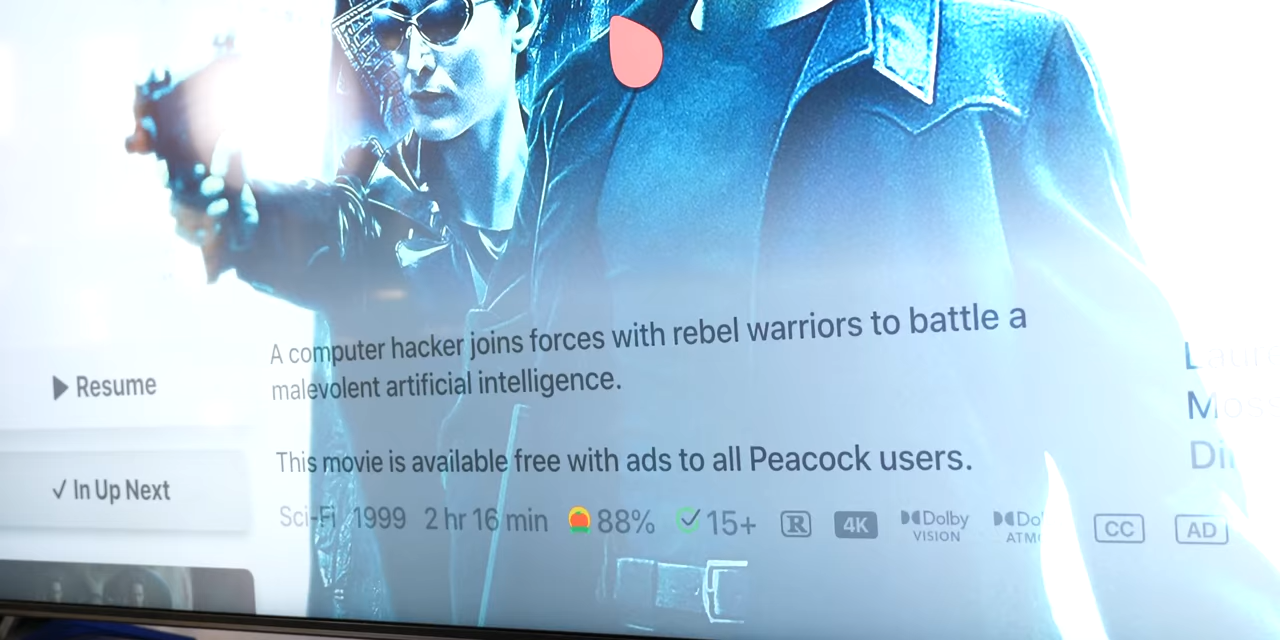 A computer hacker joins forces with rebel warriors to battle a
malevolent artificial intelligence.
Resume
This movie is available free with ads to all Peacock users.
✓ In Up Next
Sci-Fi 1999 2 hr 16 min 88% 15+ R 4K Dolby VISION CC AD